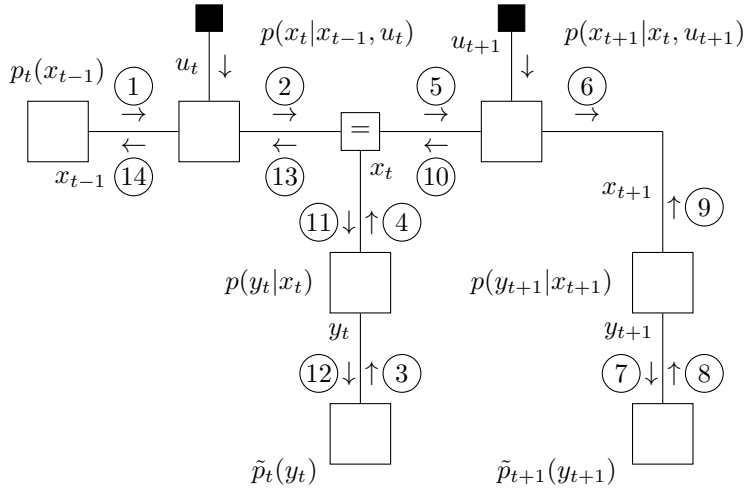 p(x_t|x_{t−1}, u_t) p(x_{t+1}|x_t, u_{t+1})
u_t → u_{t+1} →
p_t(x_{t−1}) 1 2 5 6
→ → → →
=
← ← ←
x_{t−1} 14 13 x_t 10 x_{t+1}
11 ↓ ↑ 4 ↑ 9
p(y_t|x_t) p(y_{t+1}|x_{t+1})
y_t y_{t+1}
12 ↓ ↑ 3 7 ↓ ↑ 8
p̃_t(y_t) p̃_{t+1}(y_{t+1})